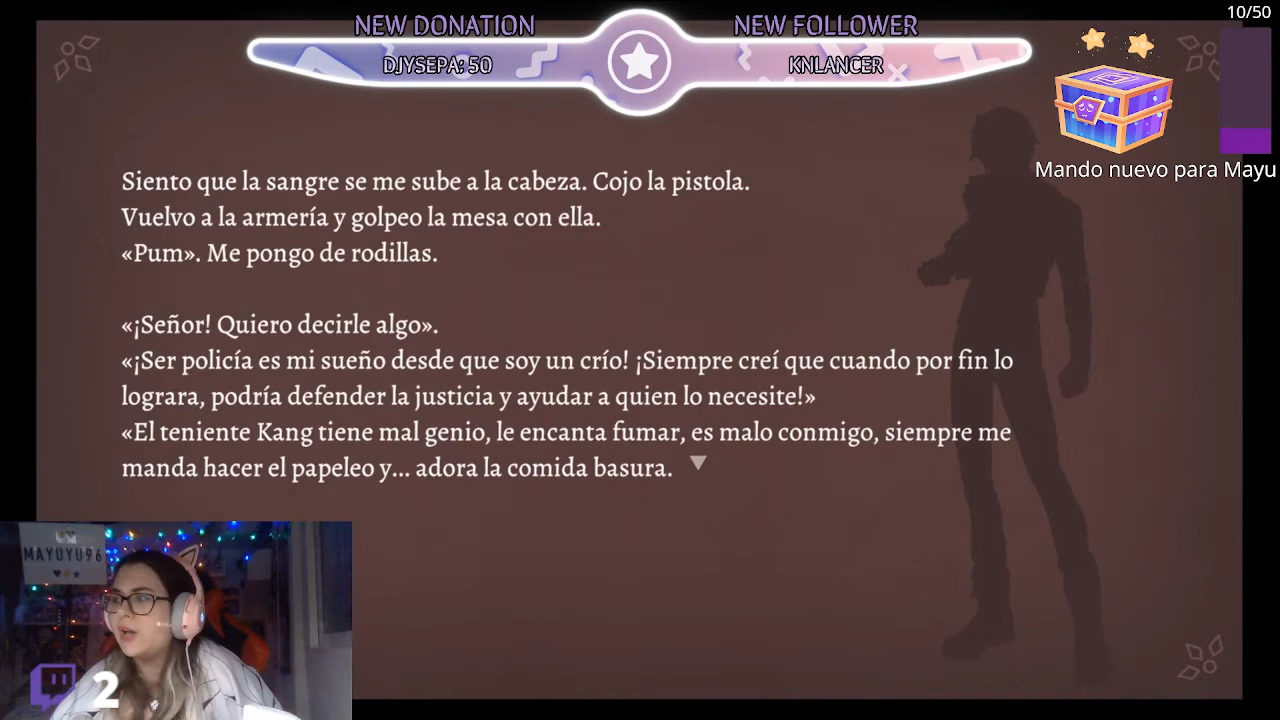 10/50
NEW DONATION
NEW FOLLOWER
DJYSEPA: 50
KNLANCER
Mando nuevo para Mayu
Siento que la sangre se me sube a la cabeza. Cojo la pistola.
Vuelvo a la armería y golpeo la mesa con ella.
«Pum». Me pongo de rodillas.
«¡Señor! Quiero decirle algo».
«¡Ser policía es mi sueño desde que soy un crío! ¡Siempre creí que cuando por fin lo
lograra, podría defender la justicia y ayudar a quien lo necesite!»
«El teniente Kang tiene mal genio, le encanta fumar, es malo conmigo, siempre me
manda hacer el papeleo y... adora la comida basura.
MAYUYU96
2